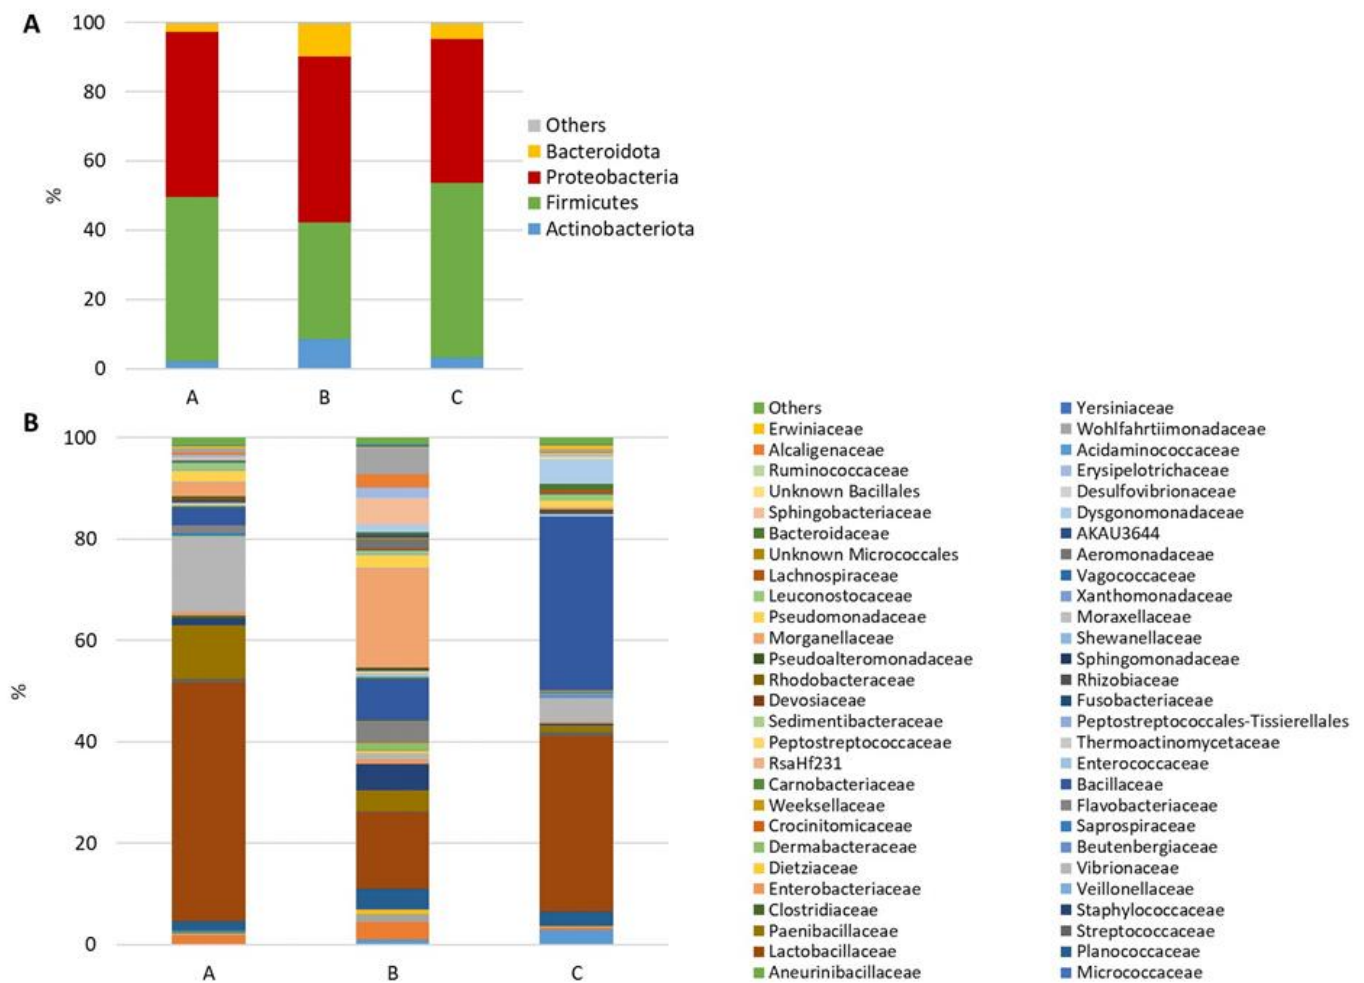 A
100
80
60
40
20
0
%
A B C
Others
Bacteroidota
Proteobacteria
Firmicutes
Actinobacteriota
B
100
80
60
40
20
0
%
A B C
Others Yersiniaceae
Erwiniaceae Wohlfahrtiimonadaceae
Alcaligenaceae Acidaminococcaceae
Ruminococcaceae Erysipelotrichaceae
Unknown Bacillales Desulfovibrionaceae
Sphingobacteriaceae Dysgonomonadaceae
Bacteroidaceae AKAU3644
Unknown Micrococcales Aeromonadaceae
Lachnospiraceae Vagococcaceae
Leuconostocaceae Xanthomonadaceae
Pseudomonadaceae Moraxellaceae
Morganellaceae Shewanellaceae
Pseudoalteromonadaceae Sphingomonadaceae
Rhodobacteraceae Rhizobiaceae
Devosiaceae Fusobacteriaceae
Sedimentibacteraceae Peptostreptococcales-Tissierellales
Peptostreptococcaceae Thermoactinomycetaceae
RsaHf231 Enterococcaceae
Carnobacteriaceae Bacillaceae
Weeksellaceae Flavobacteriaceae
Crocinitomicaceae Saprospiraceae
Dermabacteraceae Beutenbergiaceae
Dietziaceae Vibrionaceae
Enterobacteriaceae Veillonellaceae
Clostridiaceae Staphylococcaceae
Paenibacillaceae Streptococcaceae
Lactobacillaceae Planococcaceae
Aneurinibacillaceae Micrococcaceae